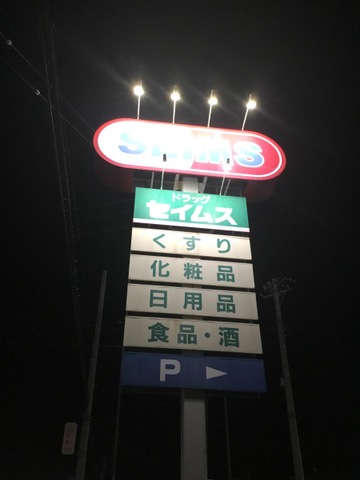 SEIMS
ドラッグ
セイムス
くすり
化粧品
日用品
食品・酒
P ►